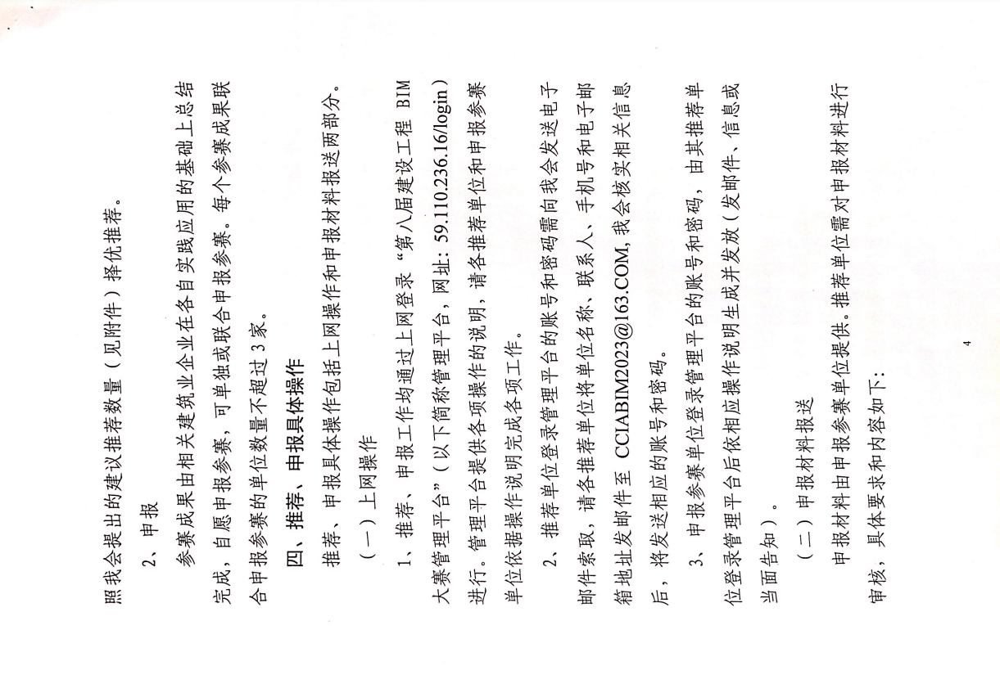 照我会提出的建议推荐数量（见附件）择优推荐。
2、申报
参赛成果由相关建筑业企业在各自实践应用的基础上总结
完成，自愿申报参赛，可单独或联合申报参赛。每个参赛成果联
合申报参赛的单位数量不超过 3 家。
四、推荐、申报具体操作
推荐、申报具体操作包括上网操作和申报材料报送两部分。
（一）上网操作
1、推荐、申报工作均通过上网登录“第八届建设工程 BIM
大赛管理平台”（以下简称管理平台，网址：59.110.236.16/login）
进行。管理平台提供各项操作的说明，请各推荐单位和申报参赛
单位依据操作说明完成各项工作。
2、推荐单位登录管理平台的账号和密码需向我会发送电子
邮件索取，请各推荐单位将单位名称、联系人、手机号和电子邮
箱地址发邮件至 CCIABIM2023@163.COM,我会核实相关信息
后，将发送相应的账号和密码。
3、申报参赛单位登录管理平台的账号和密码，由其推荐单
位登录管理平台后依相应操作说明生成并发放（发邮件、信息或
当面告知）。
（二）申报材料报送
申报材料由申报参赛单位提供。推荐单位需对申报材料进行
审核，具体要求和内容如下：
4